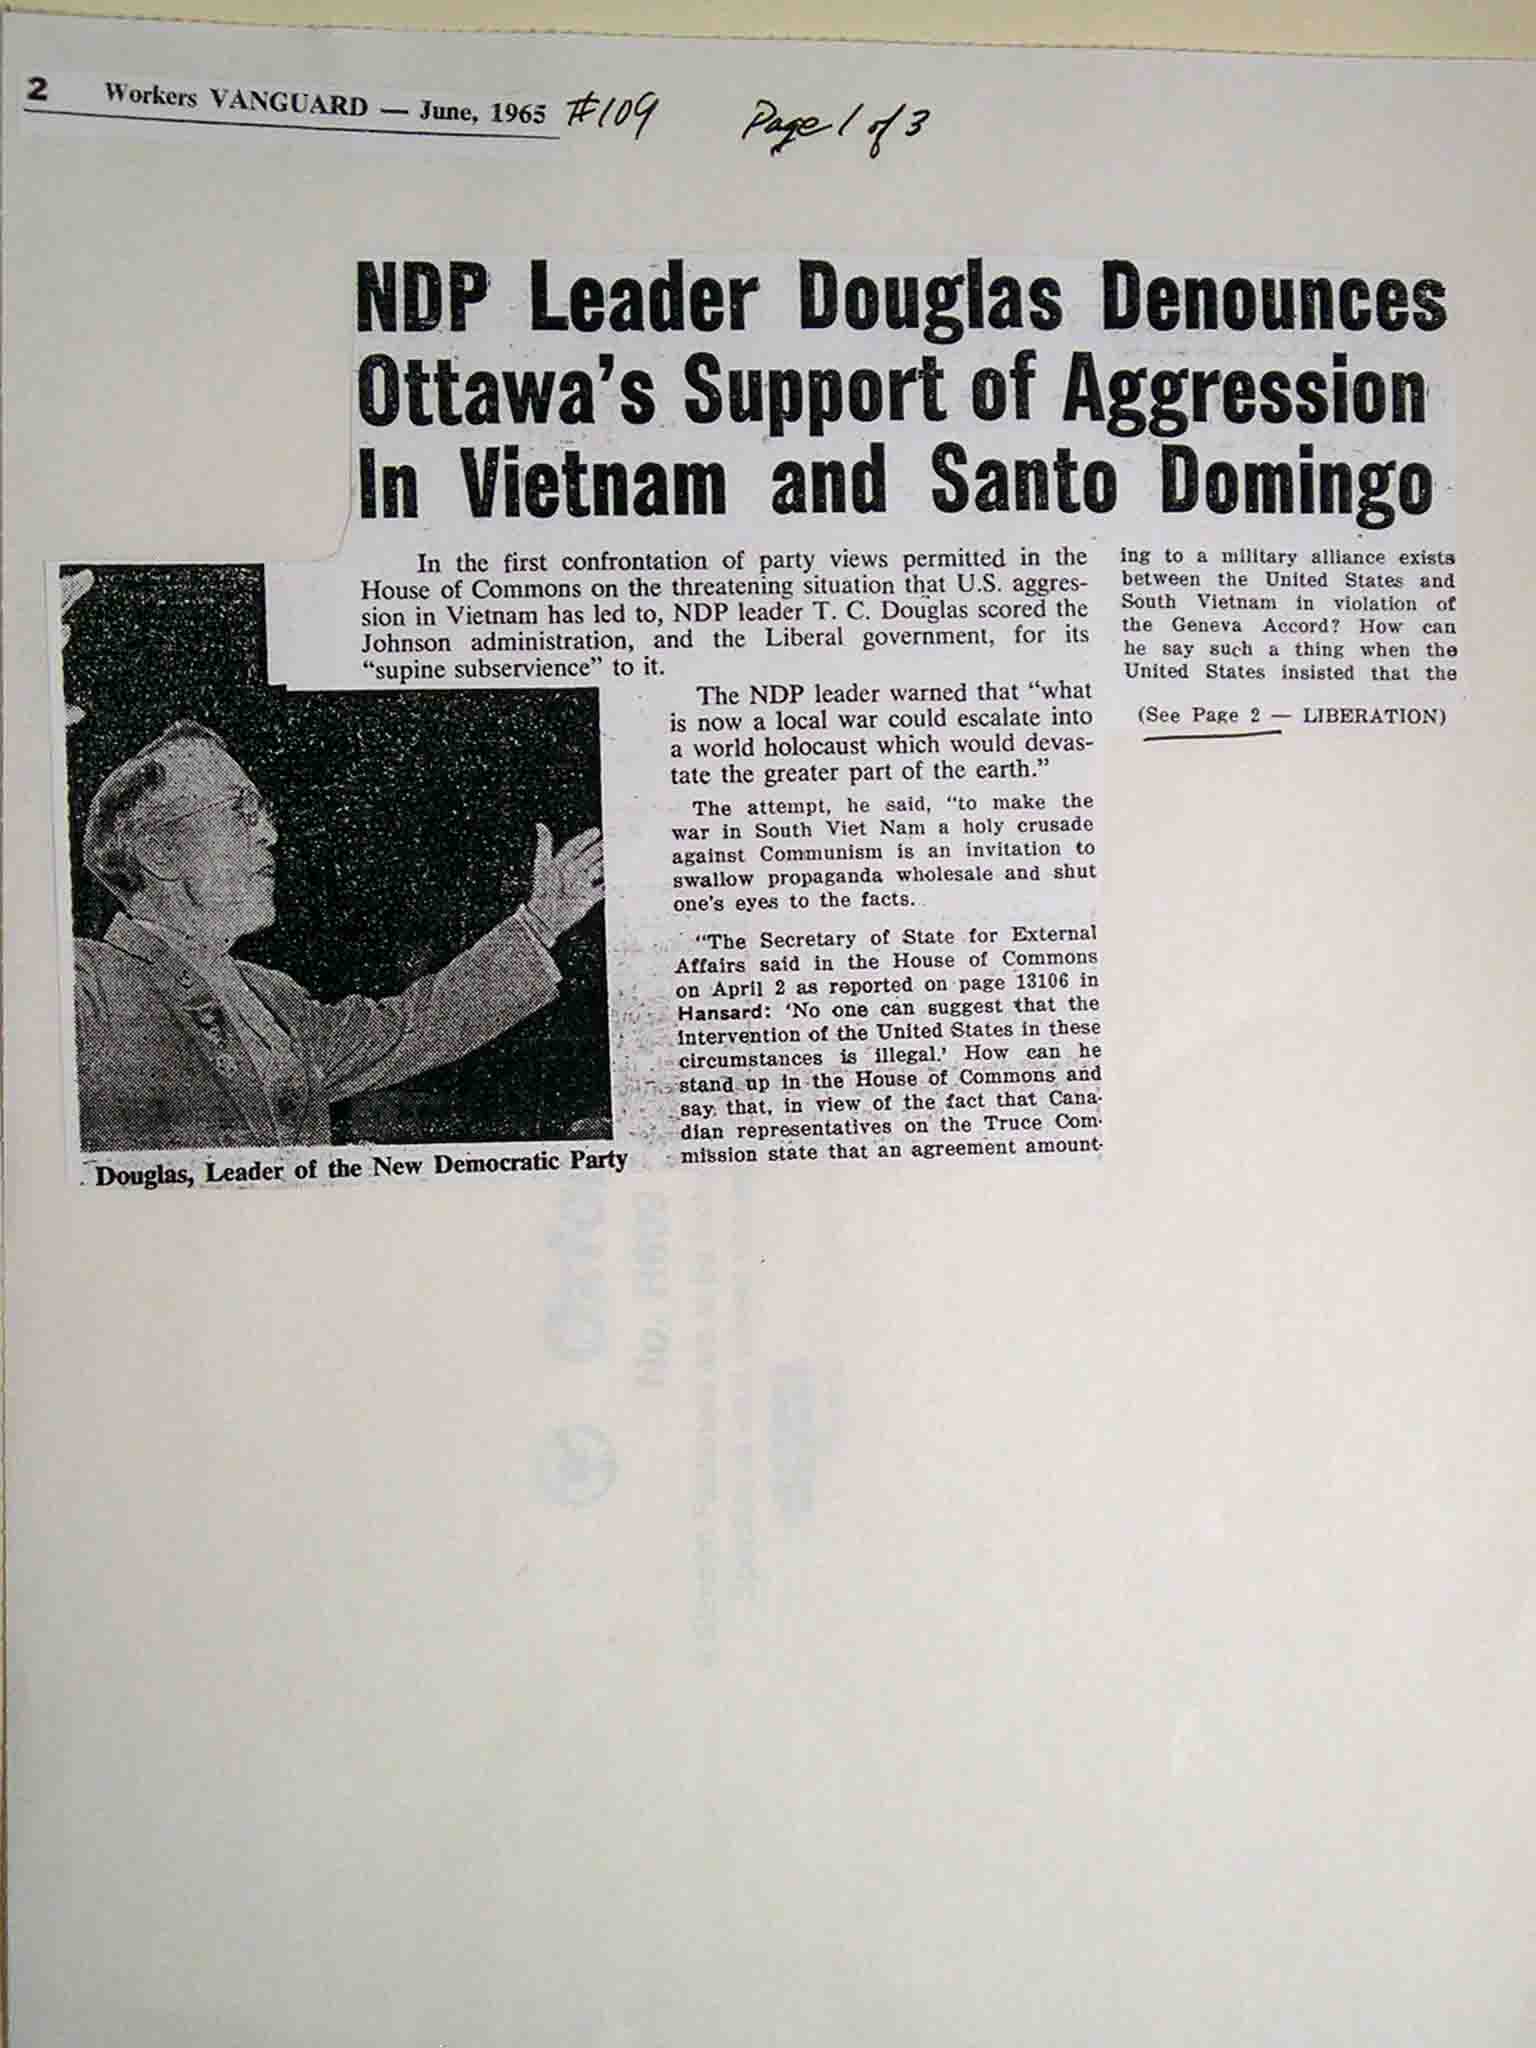 2 Workers VANGUARD — June, 1965 #109 Page 1 of 3
NDP Leader Douglas Denounces
Ottawa's Support of Aggression
In Vietnam and Santo Domingo
In the first confrontation of party views permitted in the
House of Commons on the threatening situation that U.S. aggres-
sion in Vietnam has led to, NDP leader T. C. Douglas scored the
Johnson administration, and the Liberal government, for its
“supine subservience” to it.
The NDP leader warned that “what
is now a local war could escalate into
a world holocaust which would devas-
tate the greater part of the earth.”
The attempt, he said, “to make the
war in South Viet Nam a holy crusade
against Communism is an invitation to
swallow propaganda wholesale and shut
one's eyes to the facts.
“The Secretary of State for External
Affairs said in the House of Commons
on April 2 as reported on page 13106 in
Hansard: ‘No one can suggest that the
intervention of the United States in these
circumstances is illegal.’ How can he
stand up in the House of Commons and
say that, in view of the fact that Cana-
dian representatives on the Truce Com-
mission state that an agreement amount-
ing to a military alliance exists
between the United States and
South Vietnam in violation of
the Geneva Accord? How can
he say such a thing when the
United States insisted that the
(See Page 2 — LIBERATION)
Douglas, Leader of the New Democratic Party